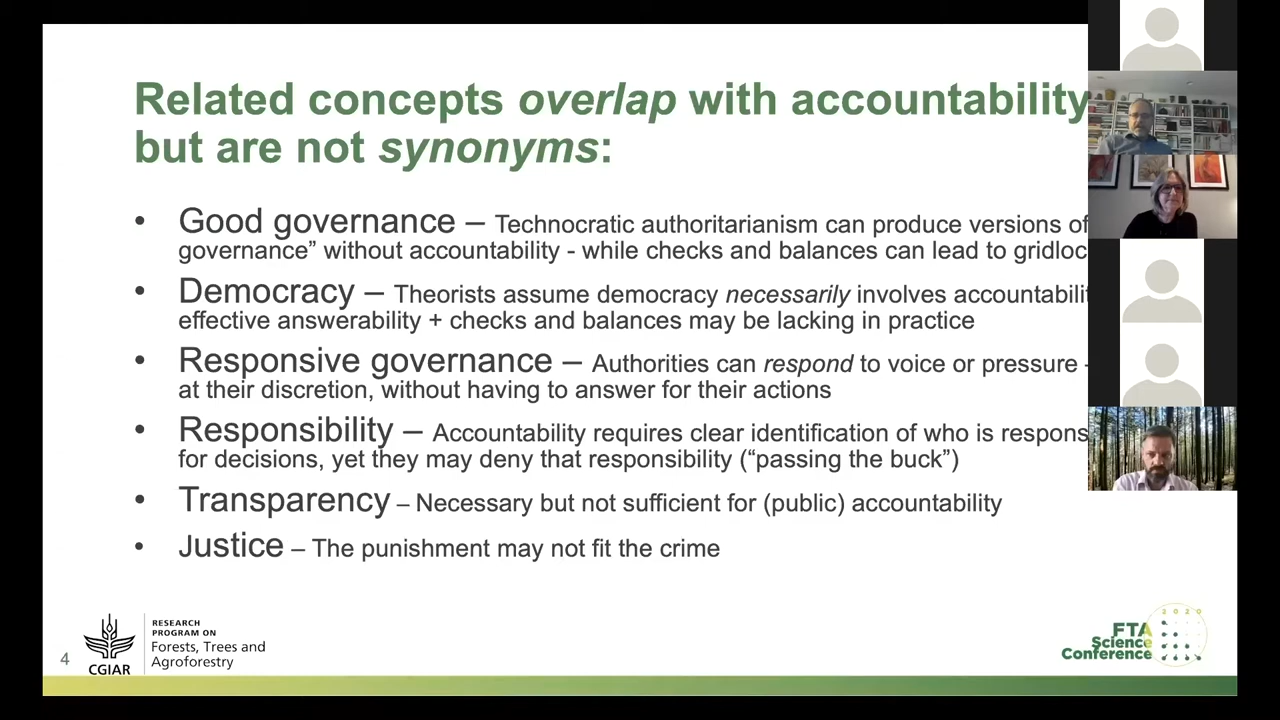 Related concepts overlap with accountability
but are not synonyms:
• Good governance – Technocratic authoritarianism can produce versions of
governance” without accountability - while checks and balances can lead to
• Democracy – Theorists assume democracy necessarily involves
effective answerability + checks and balances may be lacking in practice
• Responsive governance – Authorities can respond to voice or pressure -
at their discretion, without having to answer for their actions
• Responsibility – Accountability requires clear identification of who is
for decisions, yet they may deny that responsibility (“passing the buck”)
• Transparency – Necessary but not sufficient for (public) accountability
• Justice – The punishment may not fit the crime
4
CGIAR
RESEARCH
PROGRAM ON
Forests, Trees and
Agroforestry
2020
FTA
Science
Conference